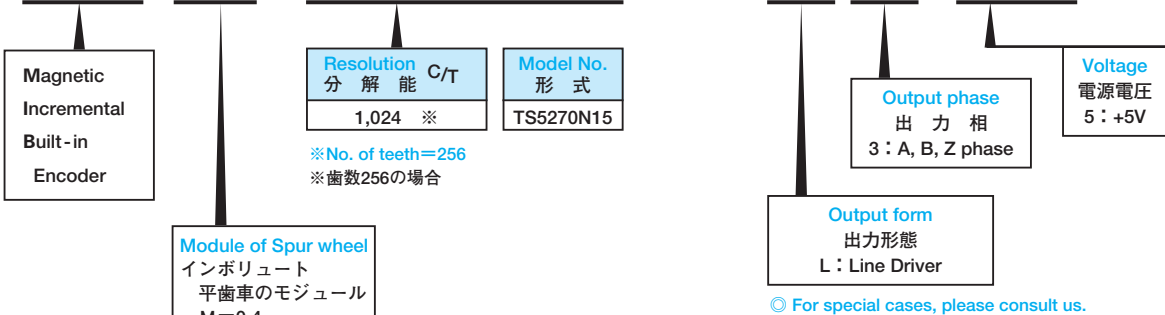 Magnetic
Incremental
Built-in
Encoder
Resolution C/T
分 解 能
1,024 ※
※No. of teeth=256
※歯数256の場合
Model No.
形 式
TS5270N15
Module of Spur wheel
インボリュート
平歯車のモジュール
Output form
出力形態
L：Line Driver
Output phase
出 力 相
3：A, B, Z phase
Voltage
電源電圧
5：+5V
◎ For special cases, please consult us.